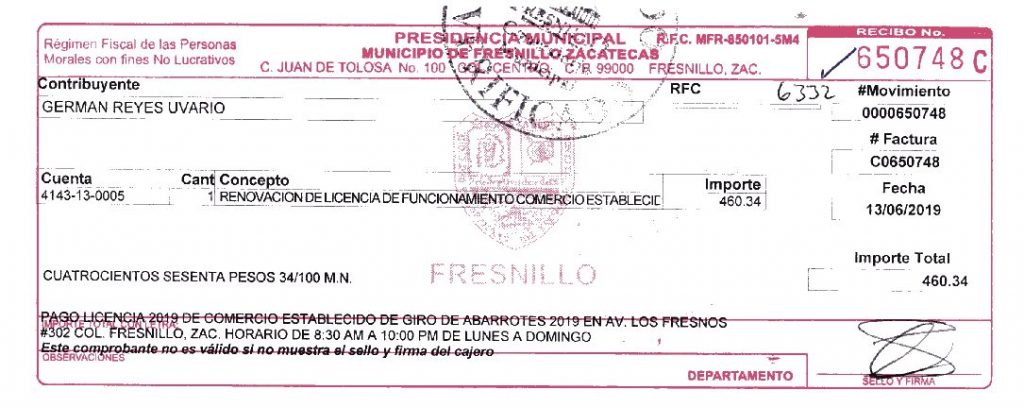 PRESIDENCIA MUNICIPAL
R.F.C. MFR-850101-5M4
RECIBO No.
Régimen Fiscal de las Personas
Morales con fines No Lucrativos
MUNICIPIO DE FRESNILLO, ZACATECAS
C. JUAN DE TOLOSA No. 100 COL. CENTRO C.P. 99000 FRESNILLO, ZAC.
650748 C
Contribuyente
RFC
6332
#Movimiento
GERMAN REYES UVARIO
0000650748
# Factura
C0650748
Cuenta
Cant
Concepto
Importe
Fecha
4143-13-0005
1
RENOVACION DE LICENCIA DE FUNCIONAMIENTO COMERCIO ESTABLECID
460.34
13/06/2019
Importe Total
FRESNILLO
CUATROCIENTOS SESENTA PESOS 34/100 M.N.
460.34
PAGO LICENCIA 2019 DE COMERCIO ESTABLECIDO DE GIRO DE ABARROTES 2019 EN AV. LOS FRESNOS
IMPORTE TOTAL CON LETRA:
#302 COL. FRESNILLO, ZAC. HORARIO DE 8:30 AM A 10:00 PM DE LUNES A DOMINGO
Este comprobante no es válido si no muestra el sello y firma del cajero
OBSERVACIONES
DEPARTAMENTO
SELLO Y FIRMA